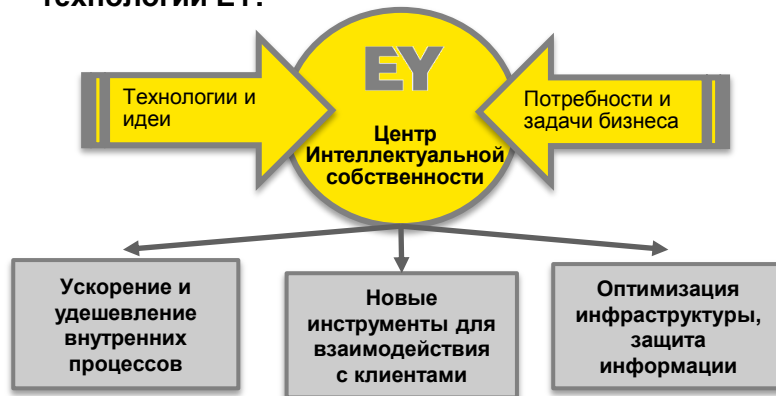 технологии EY:
EY
Технологии и
идеи
Потребности и
задачи бизнеса
Центр
Интеллектуальной
собственности
Ускорение и
удешевление
внутренних
процессов
Новые
инструменты для
взаимодействия
с клиентами
Оптимизация
инфраструктуры,
защита
информации